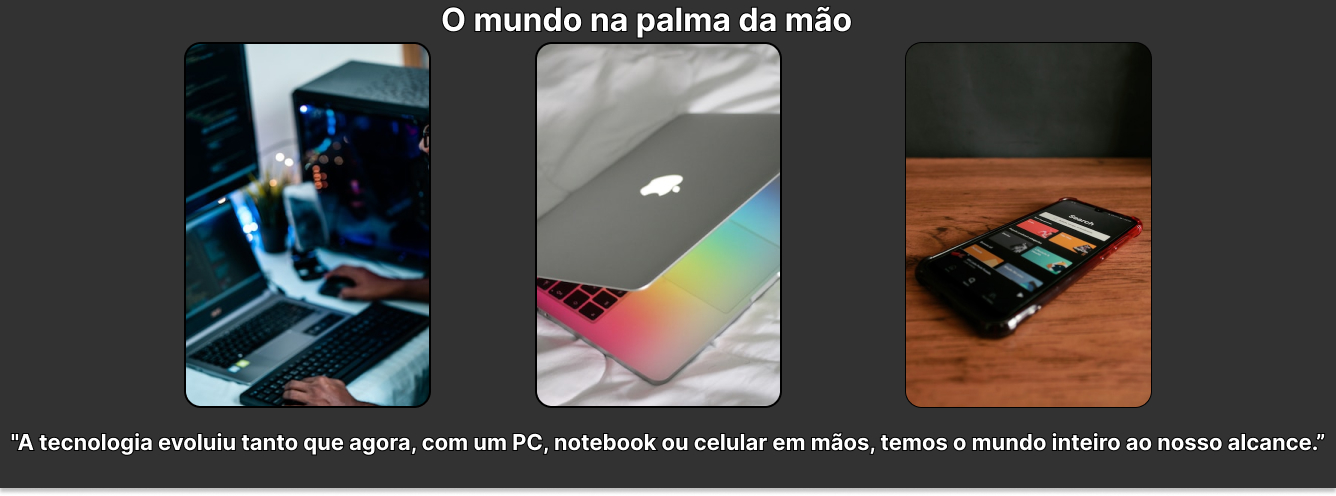 O mundo na palma da mão
Search
"A tecnologia evoluiu tanto que agora, com um PC, notebook ou celular em mãos, temos o mundo inteiro ao nosso alcance.”